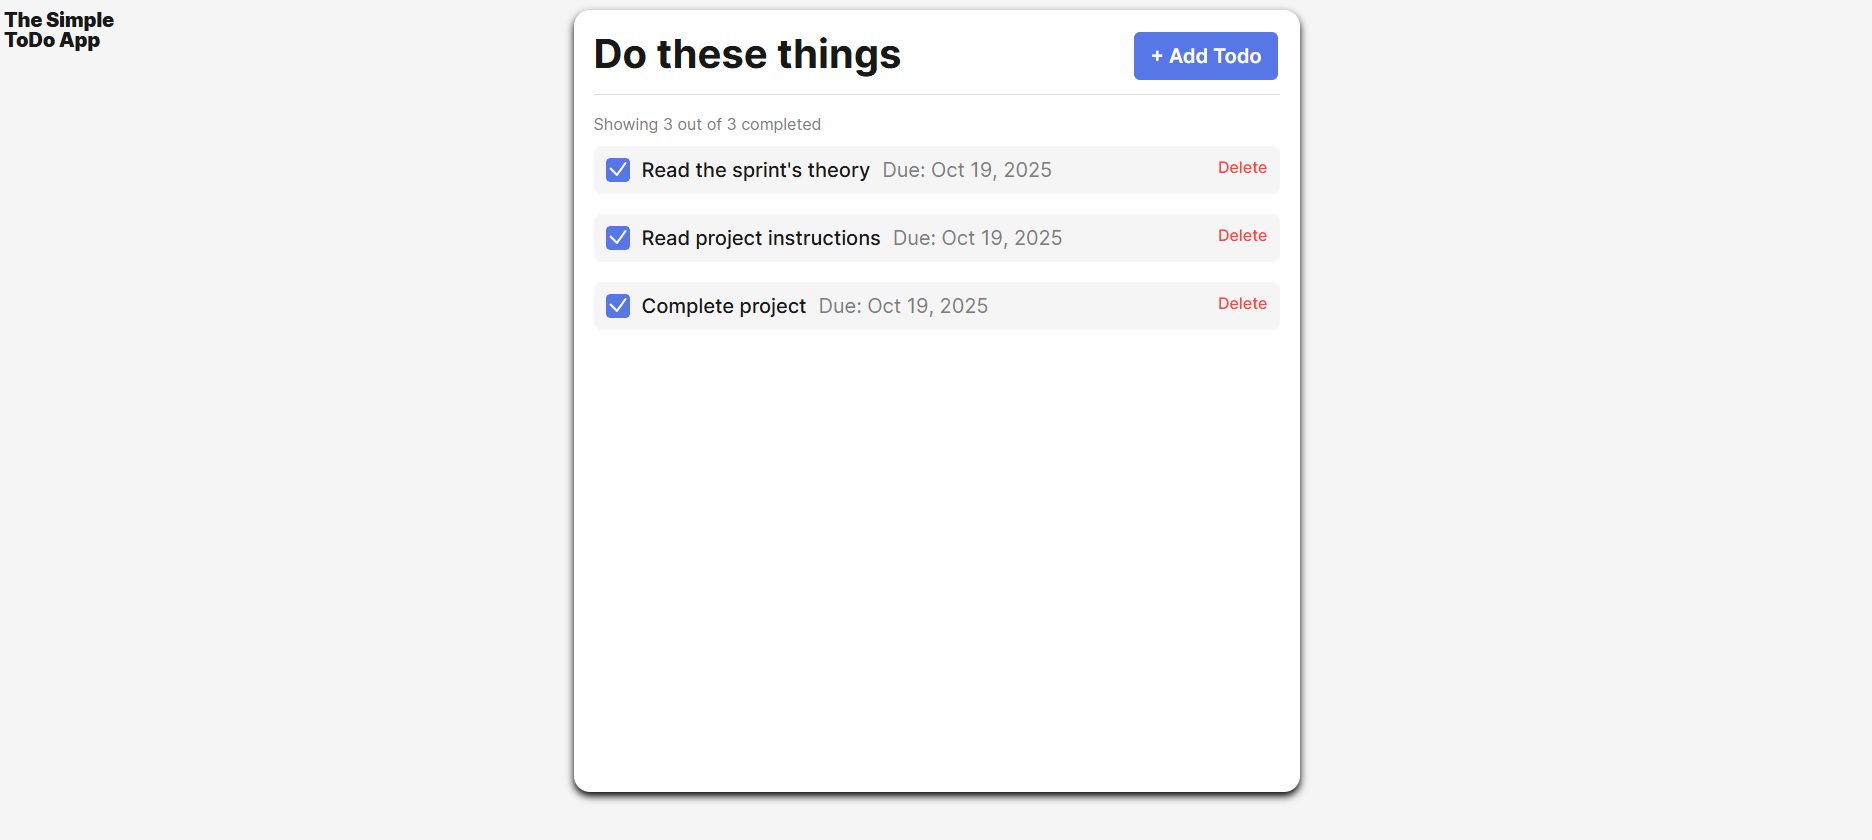 The Simple
ToDo App
Do these things
+ Add Todo
Showing 3 out of 3 completed
Read the sprint's theory Due: Oct 19, 2025 Delete
Read project instructions Due: Oct 19, 2025 Delete
Complete project Due: Oct 19, 2025 Delete